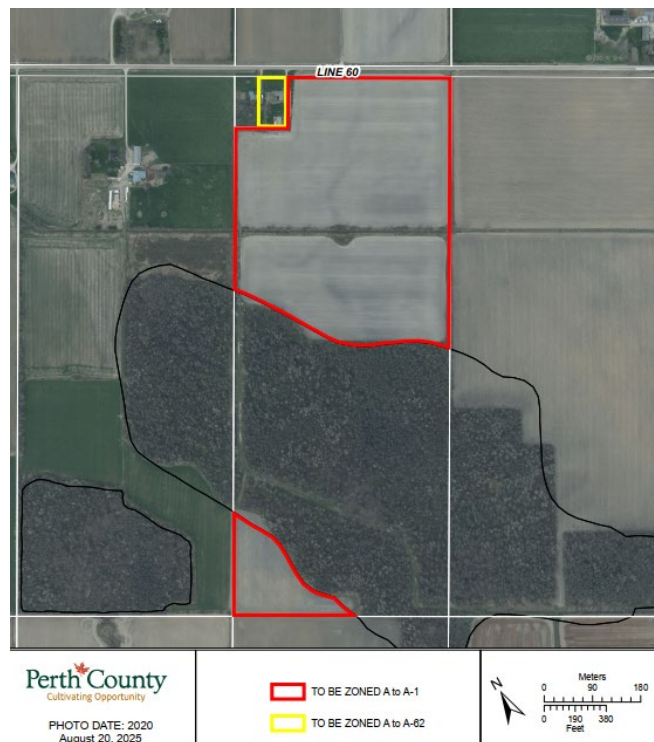 LINE 60
Perth County
Cultivating Opportunity
PHOTO DATE: 2020
August 20, 2025
TO BE ZONED A to A-1
TO BE ZONED A to A-62
N
Meters
0 90 180
0 190 380
Feet